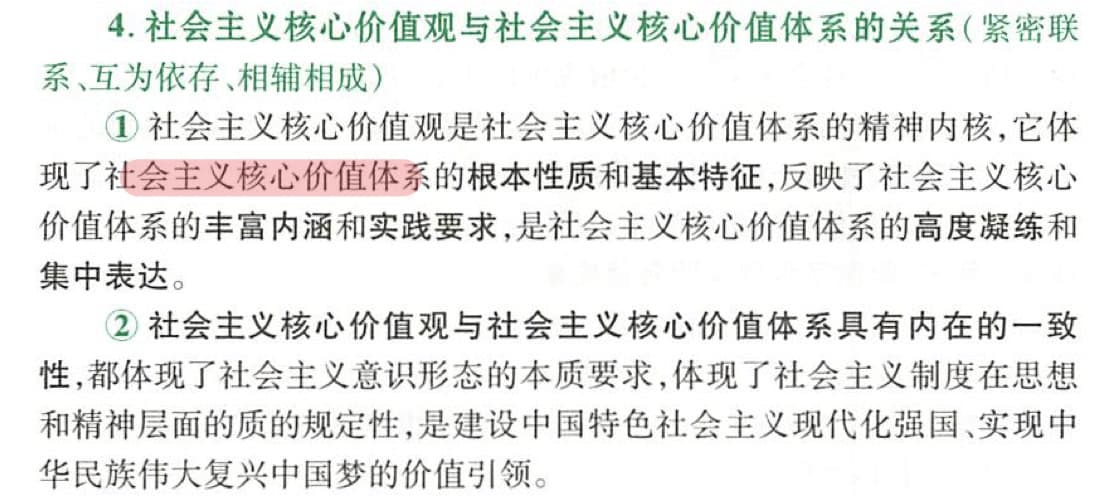 4. 社会主义核心价值观与社会主义核心价值体系的关系(紧密联
系、互为依存、相辅相成)
① 社会主义核心价值观是社会主义核心价值体系的精神内核,它体
现了社会主义核心价值体系的根本性质和基本特征,反映了社会主义核心
价值体系的丰富内涵和实践要求,是社会主义核心价值体系的高度凝练和
集中表达。
② 社会主义核心价值观与社会主义核心价值体系具有内在的一致
性,都体现了社会主义意识形态的本质要求,体现了社会主义制度在思想
和精神层面的质的规定性,是建设中国特色社会主义现代化强国、实现中
华民族伟大复兴中国梦的价值引领。